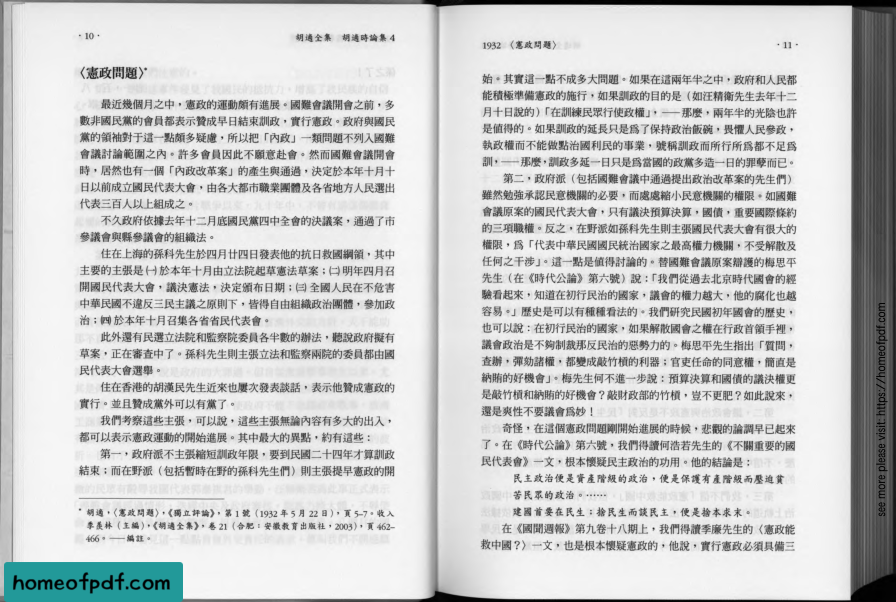 ·10·
胡適全集　胡適時論集4
〈憲政問題〉*
最近幾個月之中，憲政的運動頗有進展。國難會議開會之前，多
數非國民黨的會員都表示贊成早日結束訓政，實行憲政。政府與國民
黨的領袖對于這一點頗多疑慮，所以把「內政」一類問題不列入國難
會議討論範圍之內。許多會員因此不願意赴會。然而國難會議開會
時，居然也有一個「內政改革案」的產生與通過，決定於本年十月十
日以前成立國民代表大會，由各大都市職業團體及各省地方人民選出
代表三百人以上組成之。
不久政府依據去年十二月底國民黨四中全會的決議案，通過了市
參議會與縣參議會的組織法。
住在上海的孫科先生於四月廿四日發表他的抗日救國綱領，其中
主要的主張是㈠於本年十月由立法院起草憲法草案；㈡明年四月召
開國民代表大會，議決憲法，決定頒布日期；㈢全國人民在不危害
中華民國不違反三民主義之原則下，皆得自由組織政治團體，參加政
治；㈣於本年十月召集各省省民代表會。
此外還有民選立法院和監察院委員各半數的辦法，聽說政府擬有
草案，正在審查中了。孫科先生則主張立法和監察兩院的委員都由國
民代表大會選舉。
住在香港的胡漢民先生近來也屢次發表談話，表示他贊成憲政的
實行。並且贊成黨外可以有黨了。
我們考察這些主張，可以說，這些主張無論內容有多大的出入，
都可以表示憲政運動的開始進展。其中最大的異點，約有這些：
第一，政府派不主張縮短訓政年限，要到民國二十四年才算訓政
結束；而在野派（包括暫時在野的孫科先生們）則主張提早憲政的開
* 胡適，〈憲政問題〉，《獨立評論》，第1號（1932年5月22日），頁5–7。收入
季羨林（主編），《胡適全集》，卷21（合肥：安徽教育出版社，2003），頁462–
466。——編註。
1932　〈憲政問題〉
·11·
始。其實這一點不成多大問題。如果在這兩年半之中，政府和人民都
能積極準備憲政的施行，如果訓政的目的是（如汪精衛先生去年十二
月十日說的）「在訓練民眾行使政權」，——那麼，兩年半的光陰也許
是值得的。如果訓政的延長只是爲了保持政治飯碗，畏懼人民參政，
執政權而不能做點治國利民的事業，號稱訓政而所行所爲都不足爲
訓，——那麼，訓政多延一日只是爲當國的政黨多造一日的罪孽而已。
第二，政府派（包括國難會議中通過提出政治改革案的先生們）
雖然勉強承認民意機關的必要，而處處縮小民意機關的權限。如國難
會議原案的國民代表大會，只有議決預算決算，國債，重要國際條約
的三項職權。反之，在野派如孫科先生則主張國民代表大會有很大的
權限，爲「代表中華民國國民統治國家之最高權力機關，不受解散及
任何之干涉」。這一點是值得討論的。替國難會議原案辯護的梅思平
先生（在《時代公論》第六號）說：「我們從過去北京時代國會的經
驗看起來，知道在初行民治的國家，議會的權力越大，他的腐化也越
容易。」歷史是可以有種種看法的。我們研究民國初年國會的歷史，
也可以說：在初行民治的國家，如果解散國會之權在行政首領手裡，
議會政治是不夠制裁那反民治的惡勢力的。梅思平先生指出「質問，
查辦，彈劾諸權，都變成敲竹槓的利器；官吏任命的同意權，簡直是
納賄的好機會」。梅先生何不進一步說：預算決算和國債的議決權更
是敲竹槓和納賄的好機會？敲財政部的竹槓，豈不更肥？如此說來，
還是爽性不要議會爲妙！
奇怪，在這個憲政問題剛開始進展的時候，悲觀的論調早已起來
了。在《時代公論》第六號，我們得讀何浩若先生的《不關重要的國
民代表會》一文，根本懷疑民主政治的功用。他的結論是：
民主政治便是資產階級的政治，便是保護有產階級而壓迫貧
苦民眾的政治。……
建國首要在民生；捨民生而談民主，便是捨本求末。
在《國聞週報》第九卷十八期上，我們得讀季廉先生的〈憲政能
救中國？〉一文，也是根本懷疑憲政的，他說，實行憲政必須具備三
see more please visit: https://homeofpdf.com
homeofpdf.com